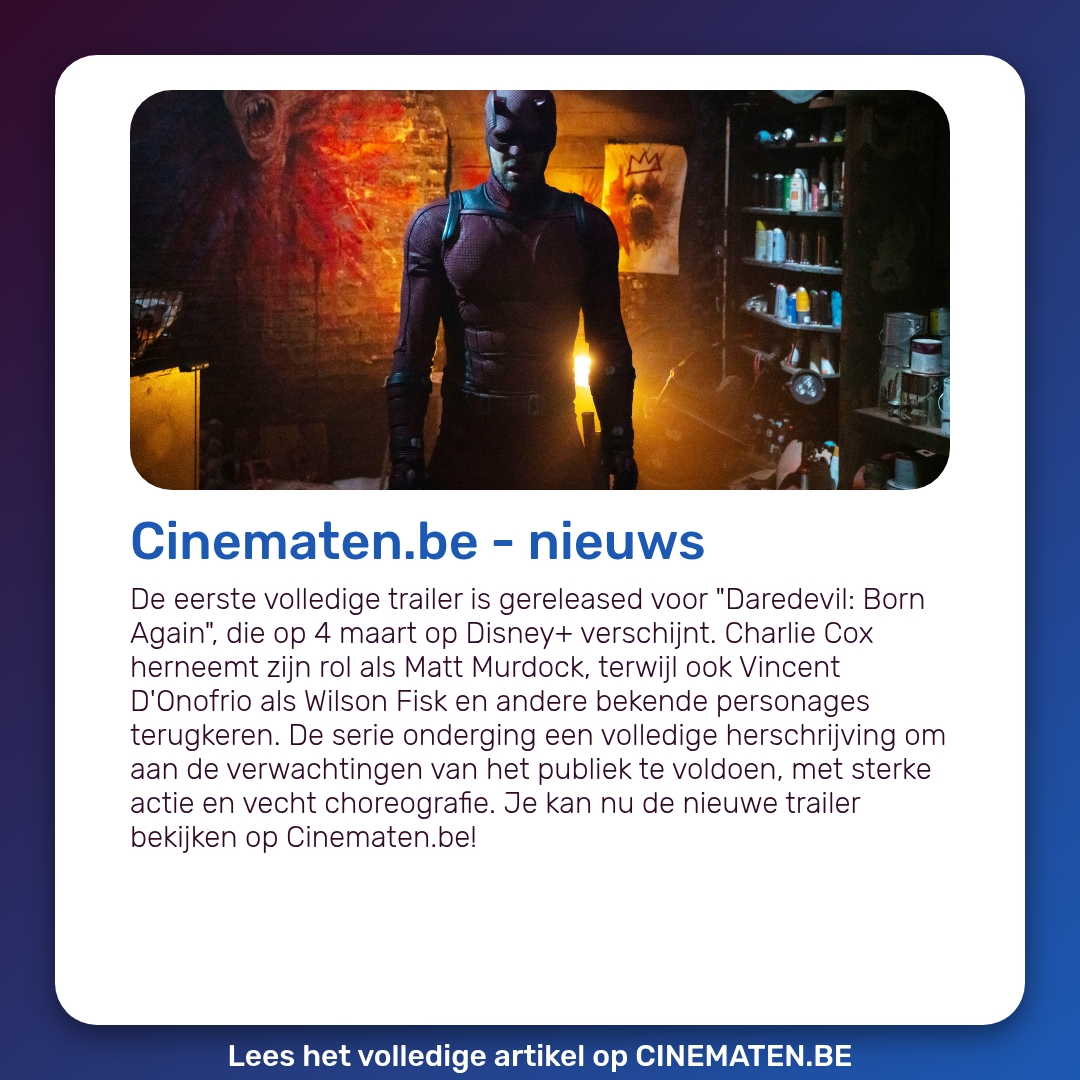 Cinematen.be - nieuws
De eerste volledige trailer is gereleased voor "Daredevil: Born
Again", die op 4 maart op Disney+ verschijnt. Charlie Cox
herneemt zijn rol als Matt Murdock, terwijl ook Vincent
D'Onofrio als Wilson Fisk en andere bekende personages
terugkeren. De serie onderging een volledige herschrijving om
aan de verwachtingen van het publiek te voldoen, met sterke
actie en vecht choreografie. Je kan nu de nieuwe trailer
bekijken op Cinematen.be!
Lees het volledige artikel op CINEMATEN.BE